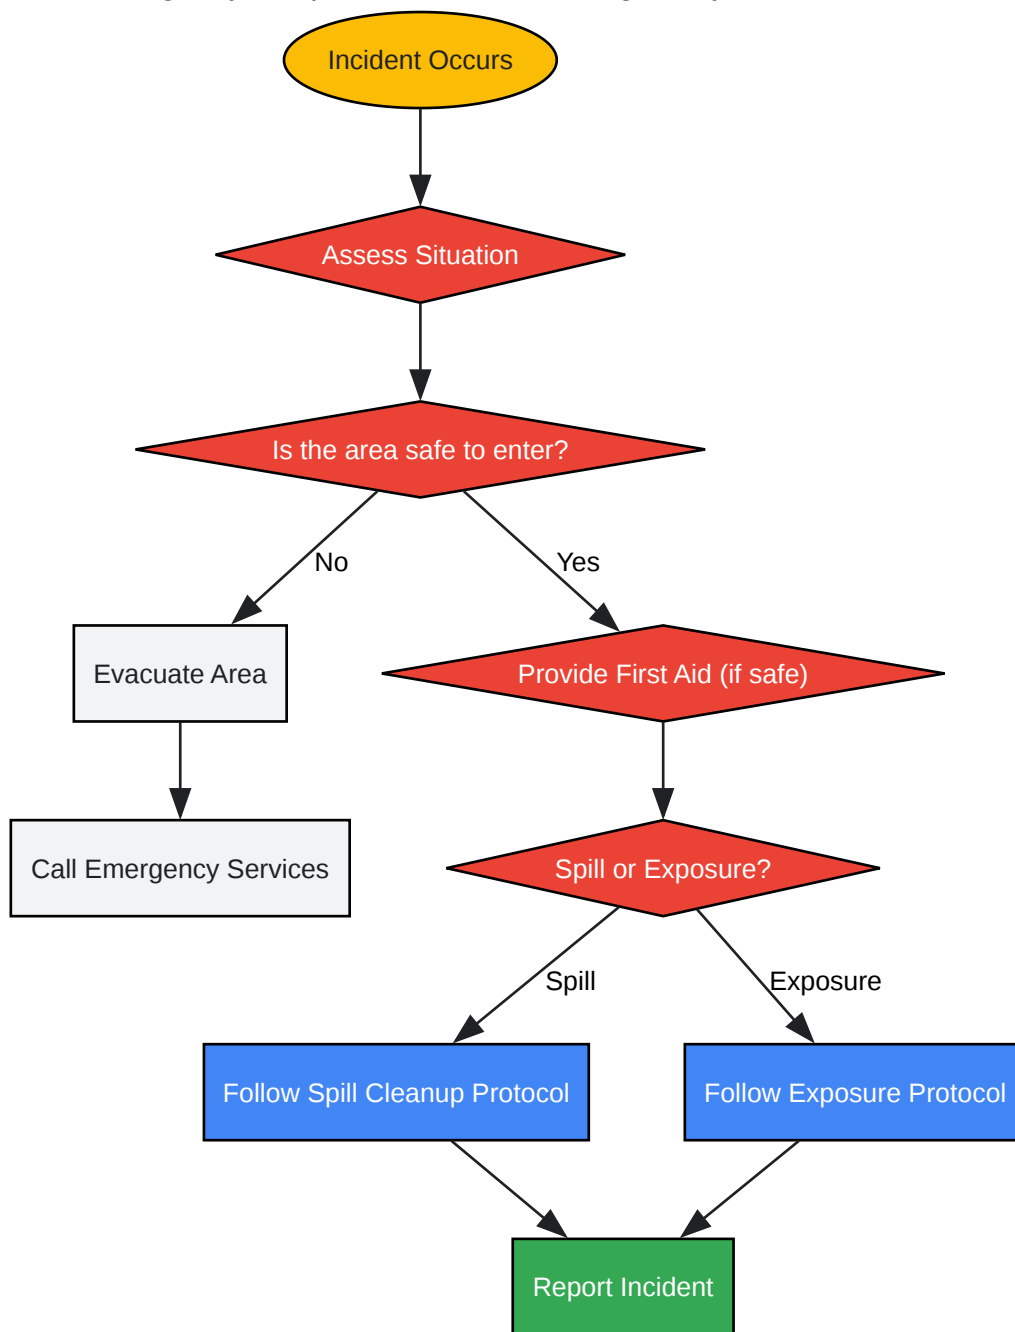 Incident Occurs
Assess Situation
Is the area safe to enter?
No
Yes
Evacuate Area
Provide First Aid (if safe)
Call Emergency Services
Spill or Exposure?
Spill
Exposure
Follow Spill Cleanup Protocol
Follow Exposure Protocol
Report Incident